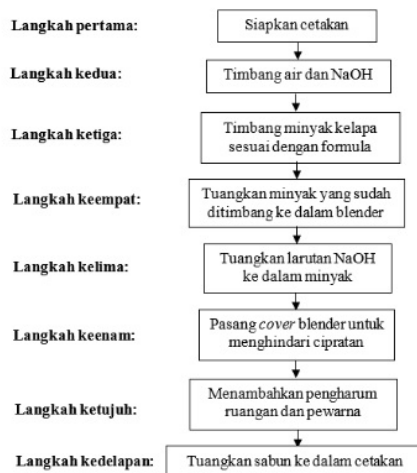 Langkah pertama:
Siapkan cetakan
Langkah kedua:
Timbang air dan NaOH
Langkah ketiga:
Timbang minyak kelapa
sesuai dengan formula
Langkah keempat:
Tuangkan minyak yang sudah
ditimbang ke dalam blender
Langkah kelima:
Tuangkan larutan NaOH
ke dalam minyak
Langkah keenam:
Pasang cover blender untuk
menghindari cipratan
Langkah ketujuh:
Menambahkan pengharum
ruangan dan pewarna
Langkah kedelapan:
Tuangkan sabun ke dalam cetakan